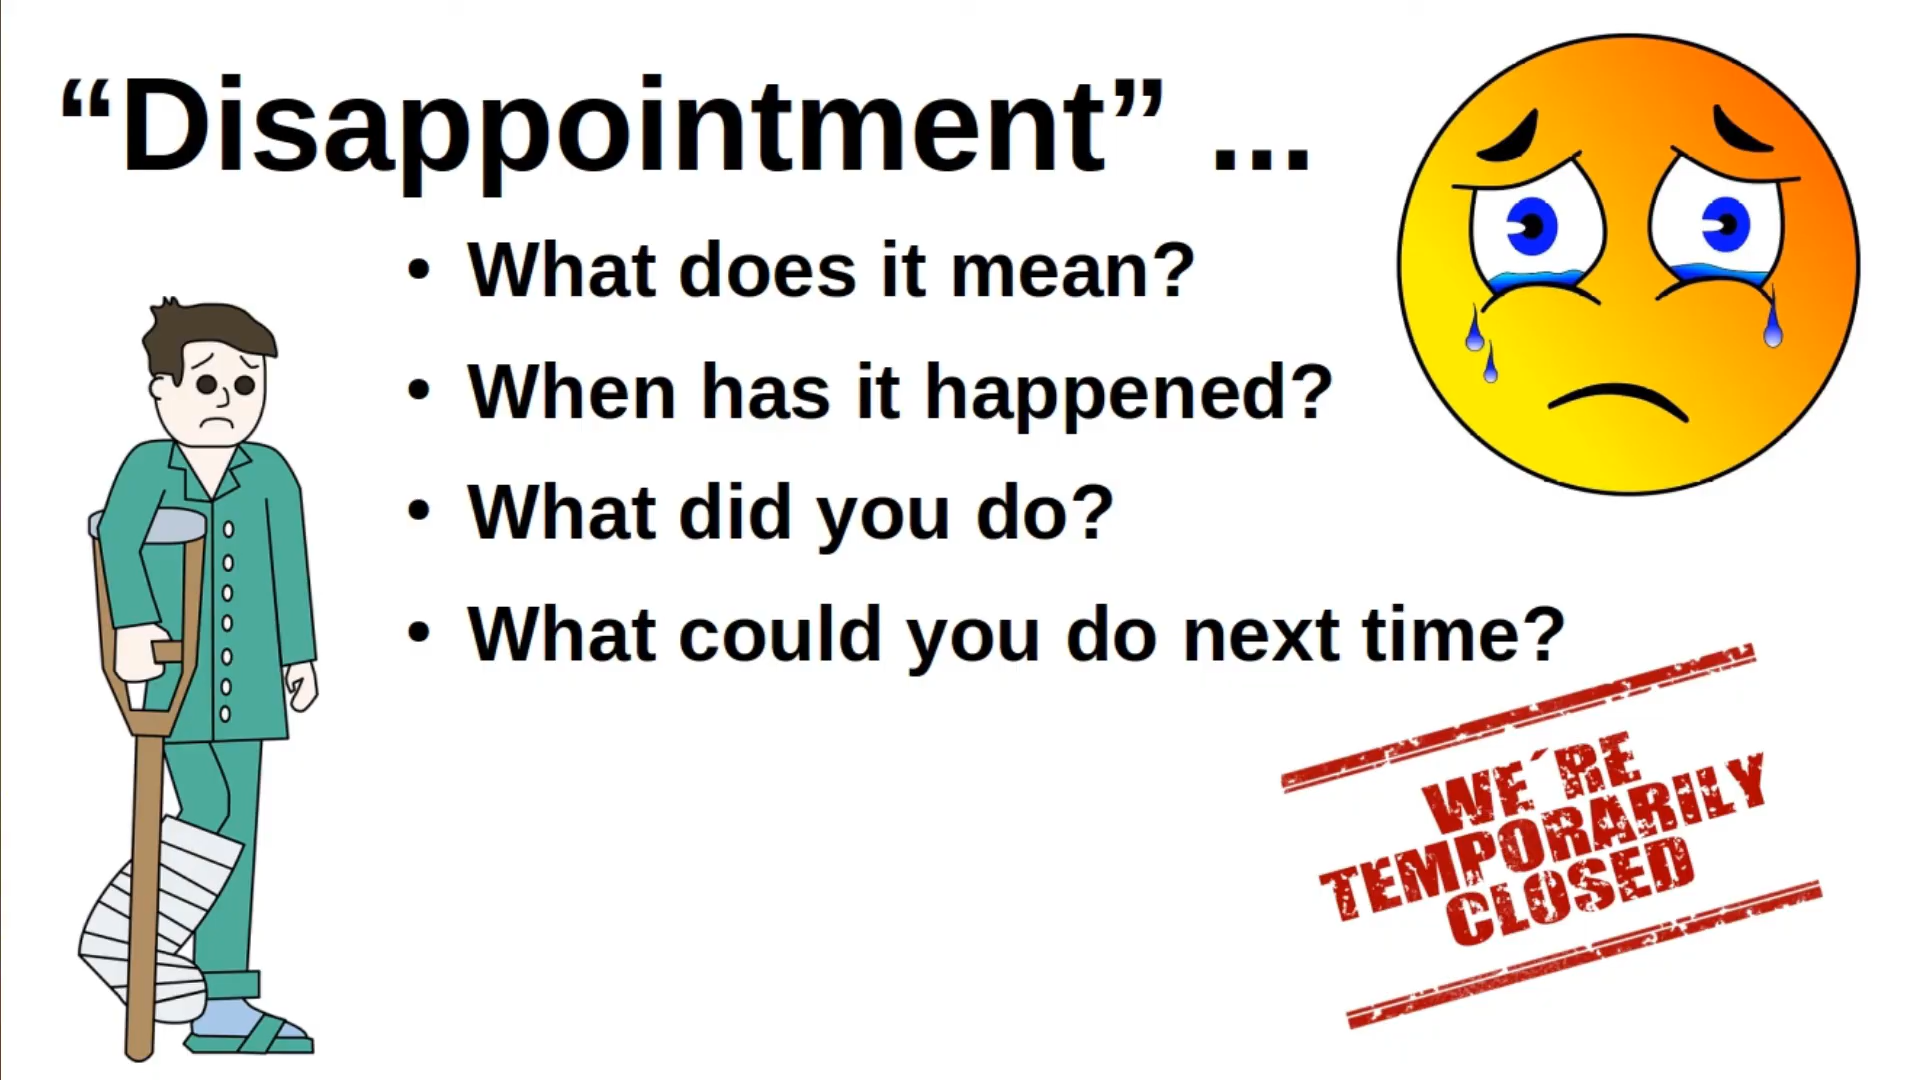 “Disappointment” ...
• What does it mean?
• When has it happened?
• What did you do?
• What could you do next time?
WE´RE
TEMPORARILY
CLOSED